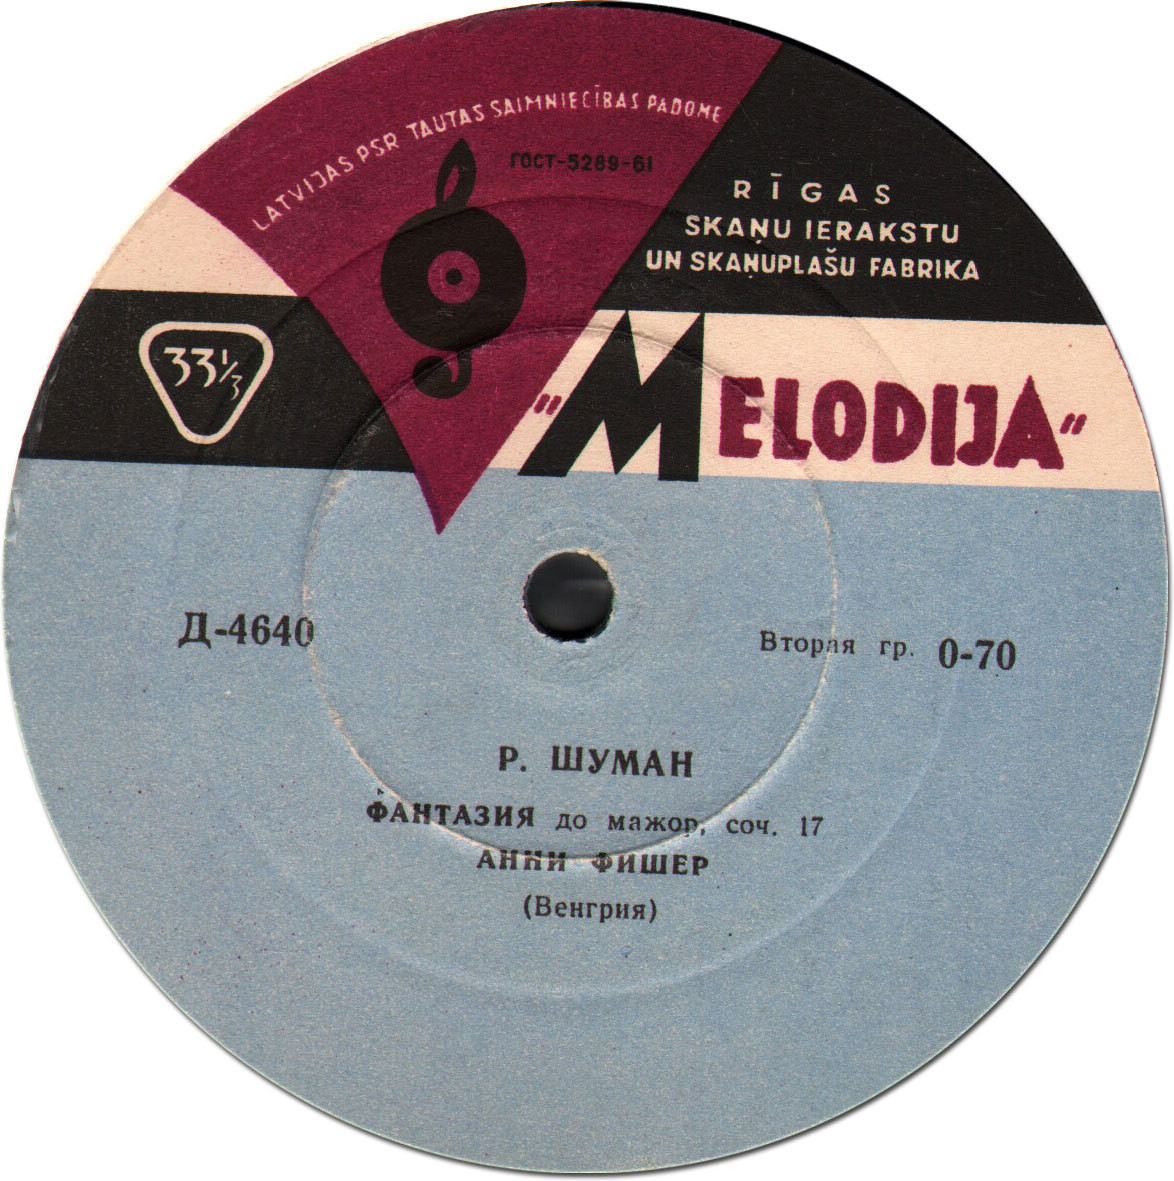 LATVIJAS PSR TAUTAS SAIMNIECĪBAS PADOME
ГОСТ-5289-61
RĪGAS
SKAŅU IERAKSTU
UN SKAŅUPLAŠU FABRIKA
33⅓
"MELODIJA"
Д-4640
Вторая гр. 0-70
Р. ШУМАН
ФАНТАЗИЯ до мажор, соч. 17
АННИ ФИШЕР
(Венгрия)